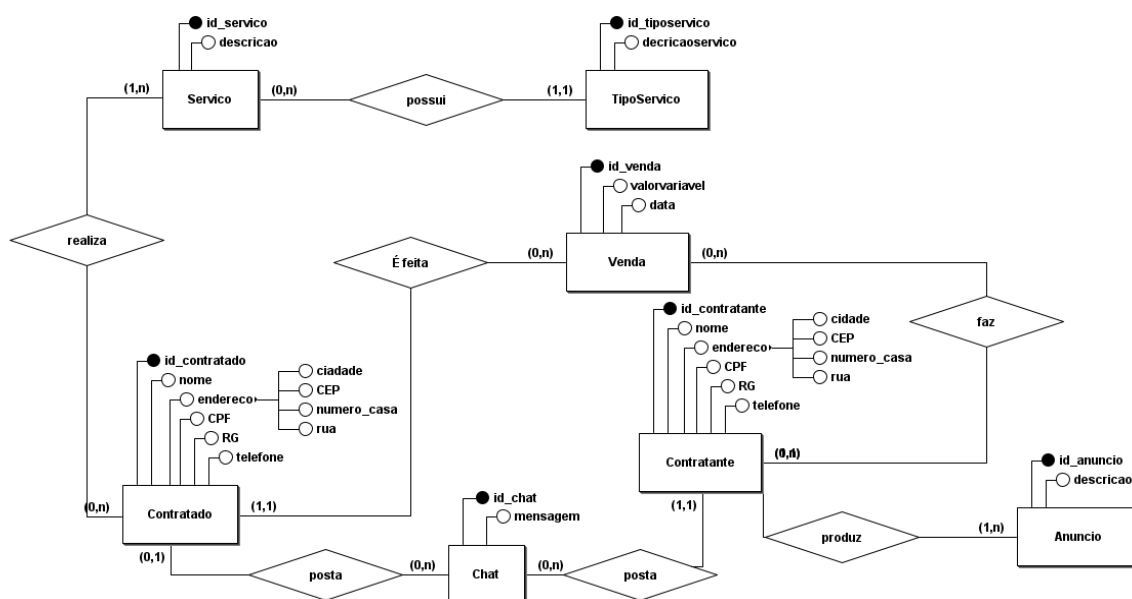 id_servico
descricao
(1,n)
Servico
(0,n)
possui
(1,1)
TipoServico
id_tiposervico
decricaoservico
realiza
id_venda
valorvariavel
data
É feita
(0,n)
Venda
(0,n)
faz
id_contratante
nome
endereco
cidade
CEP
numero_casa
rua
CPF
RG
telefone
Contratante
(1,1)
id_contratado
nome
endereco
ciadade
CEP
numero_casa
rua
CPF
RG
telefone
(0,n)
Contratado
(1,1)
(0,1)
posta
(0,n)
id_chat
mensagem
Chat
(0,n)
posta
produz
(1,n)
id_anuncio
descricao
Anuncio